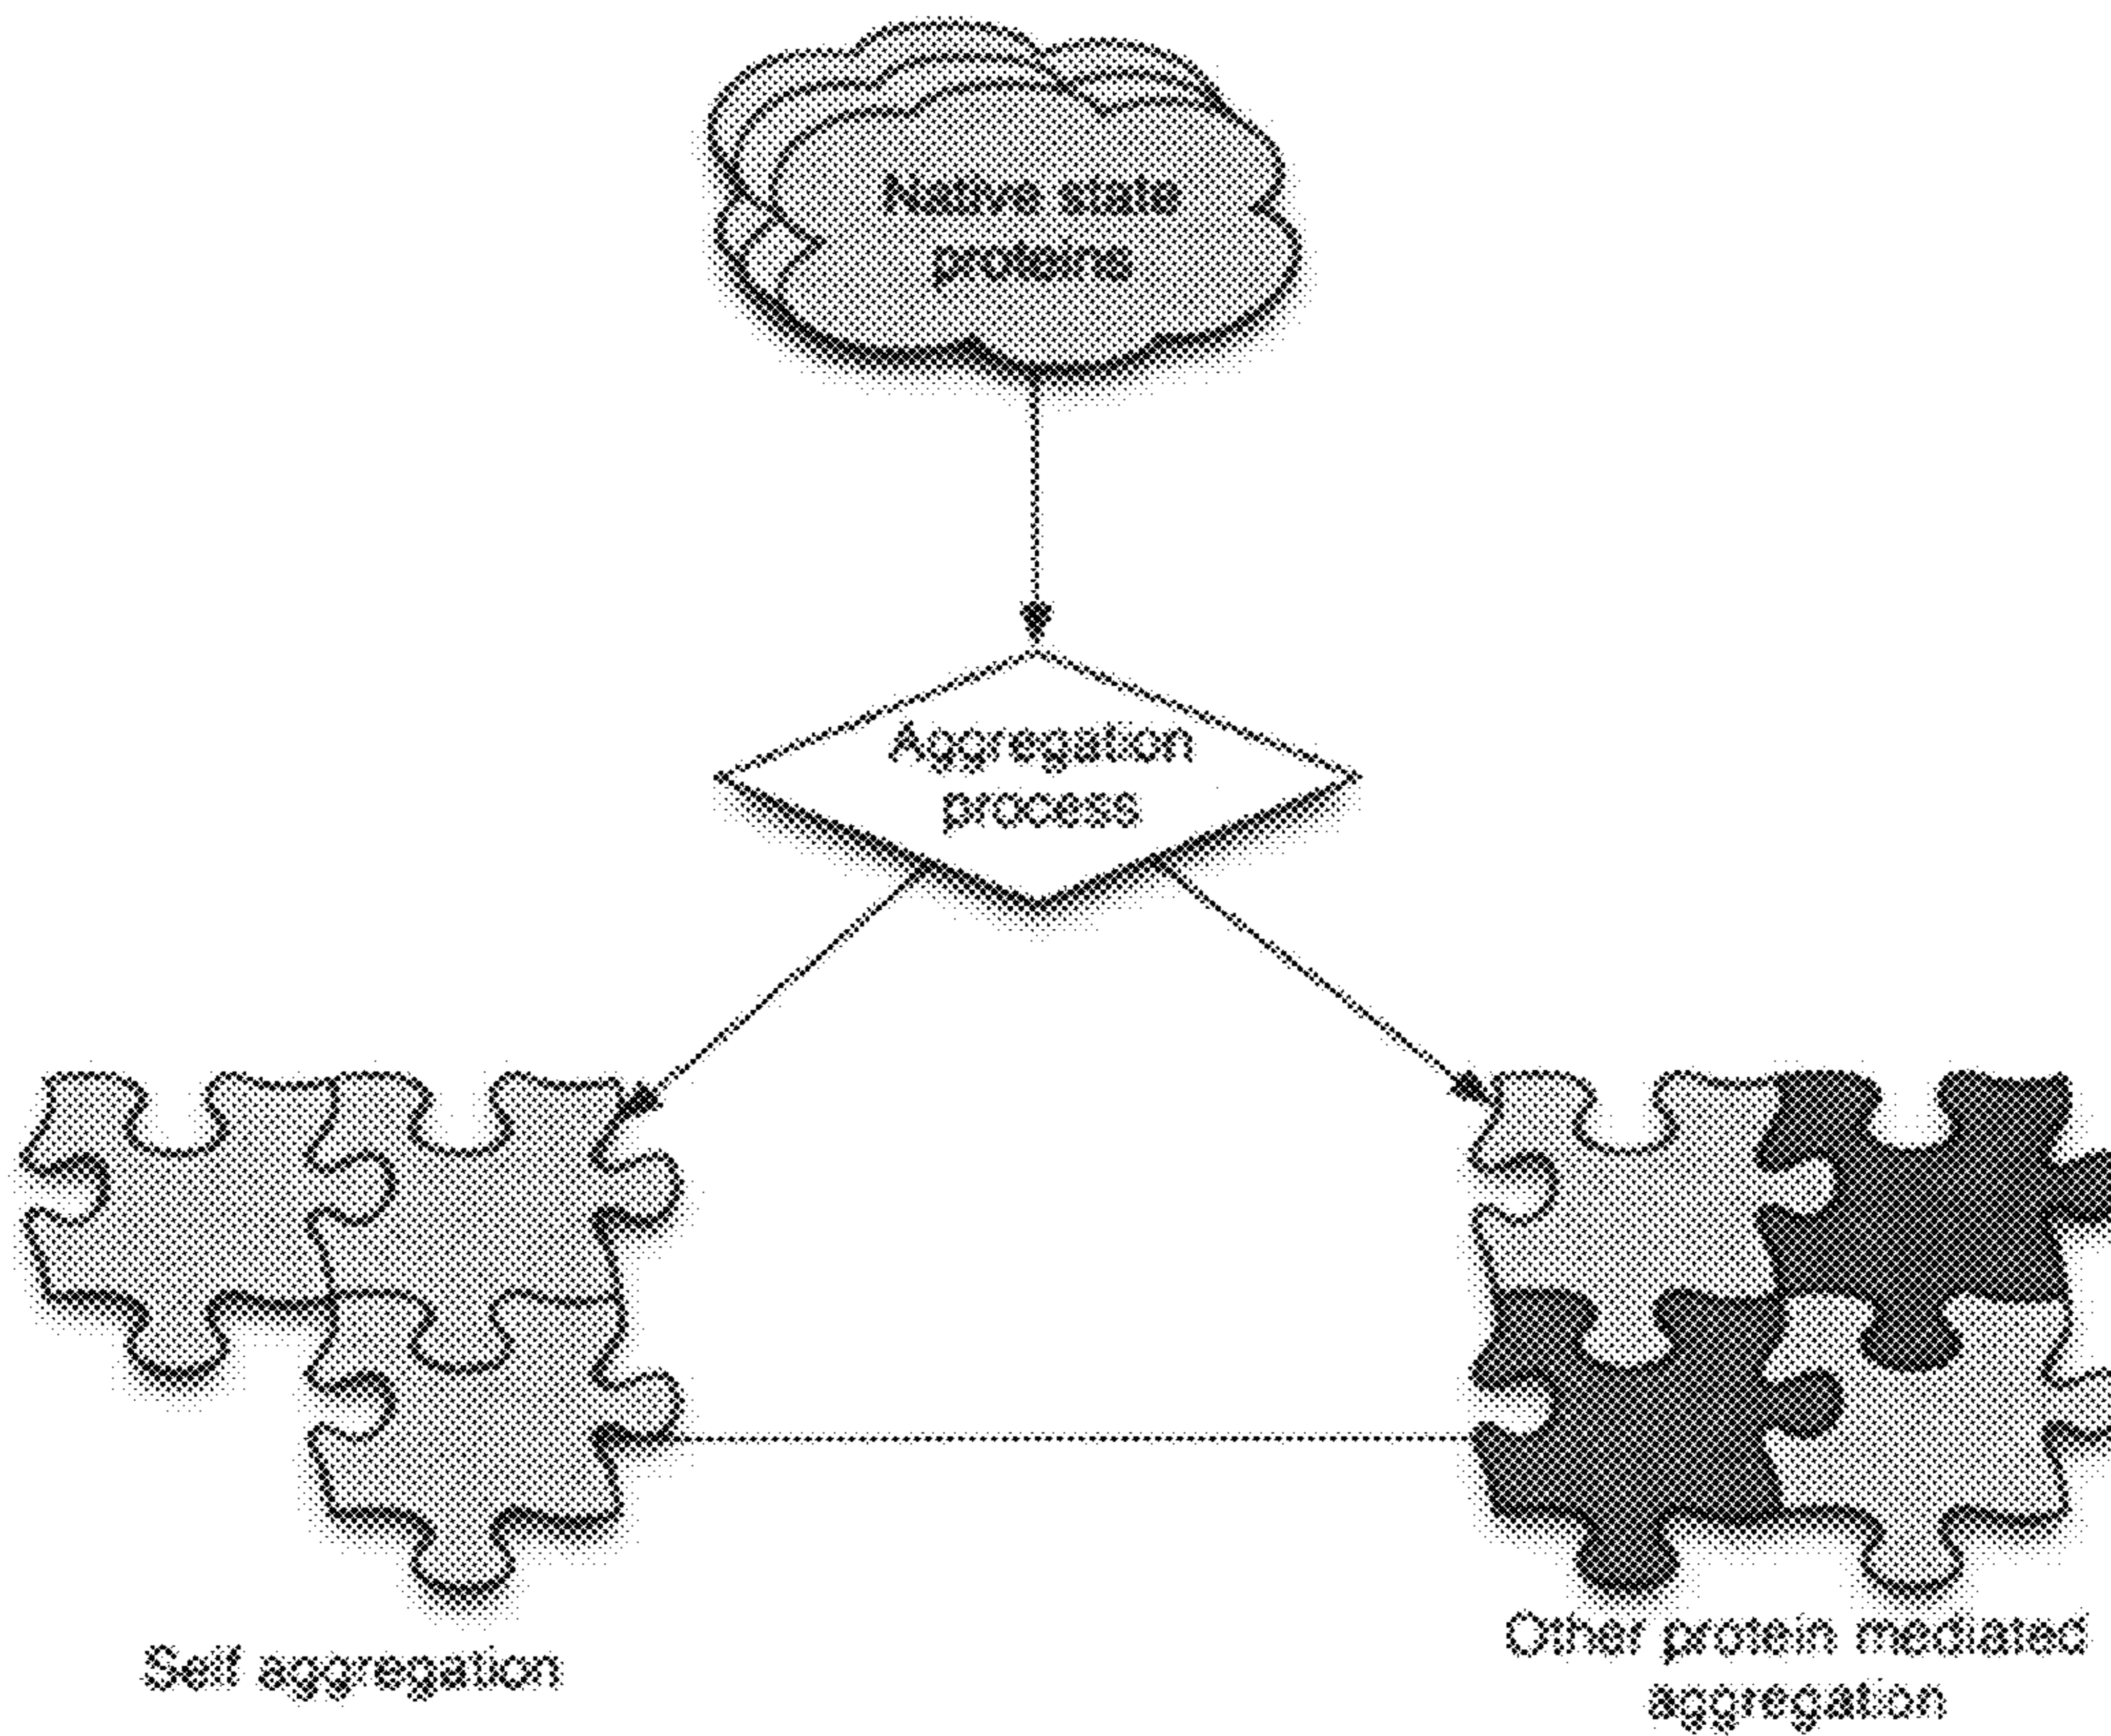 Native state
proteins
Aggregation
process
Self aggregation
Other protein mediated
aggregation